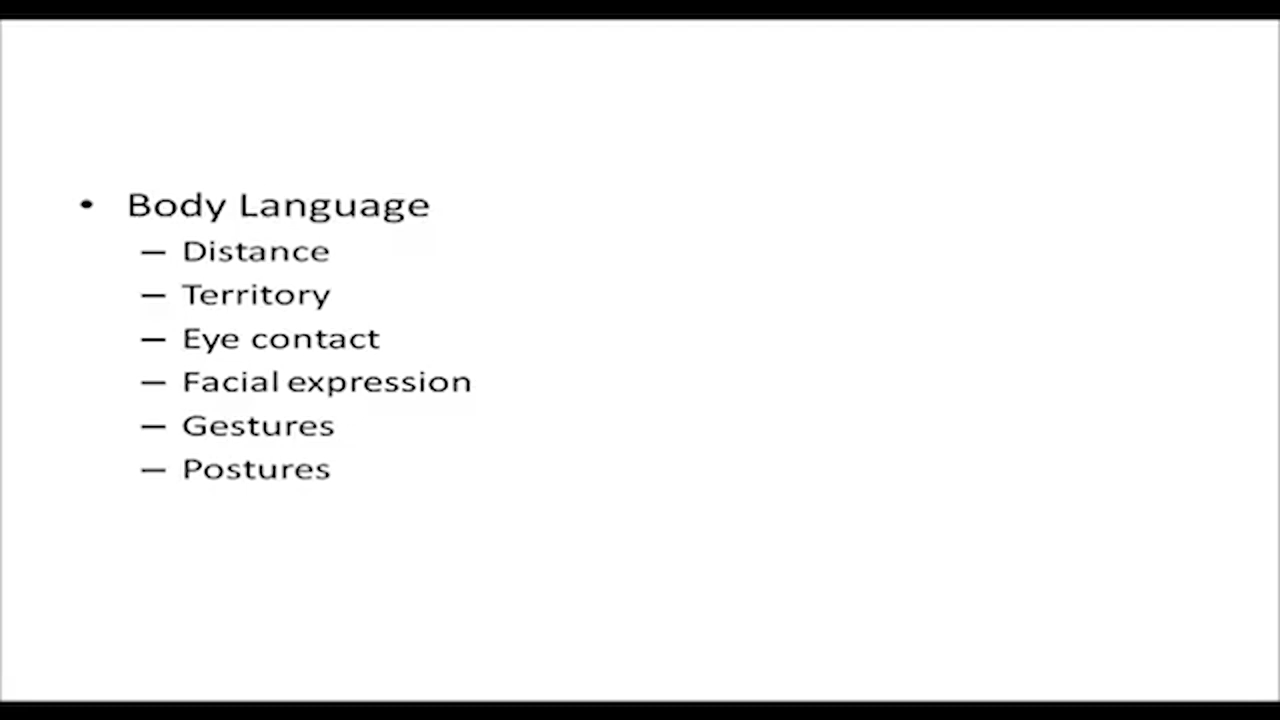 • Body Language
– Distance
– Territory
– Eye contact
– Facial expression
– Gestures
– Postures